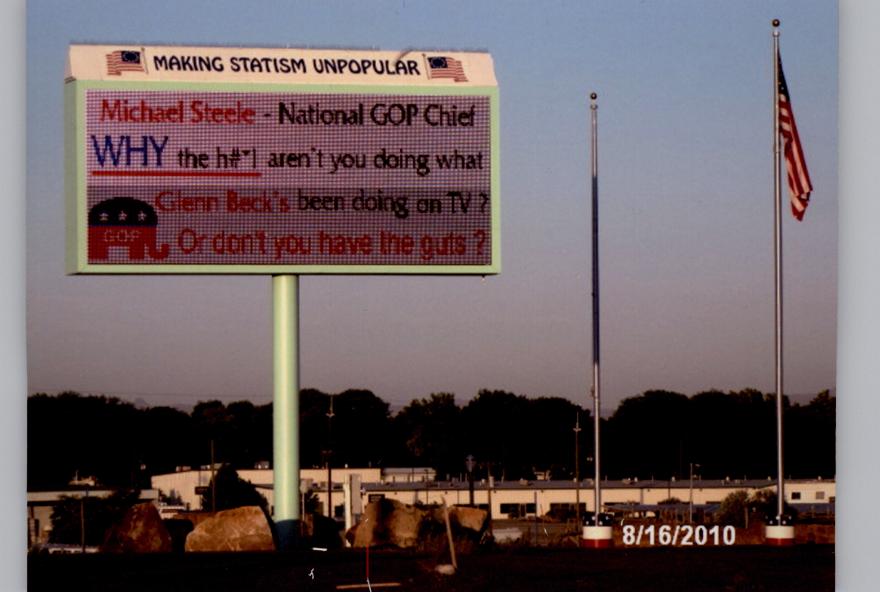 MAKING STATISM UNPOPULAR
Michael Steele - National GOP Chief
WHY the h#*! aren't you doing what
Glenn Beck's been doing on TV ?
GOP
Or don't you have the guts ?
8/16/2010